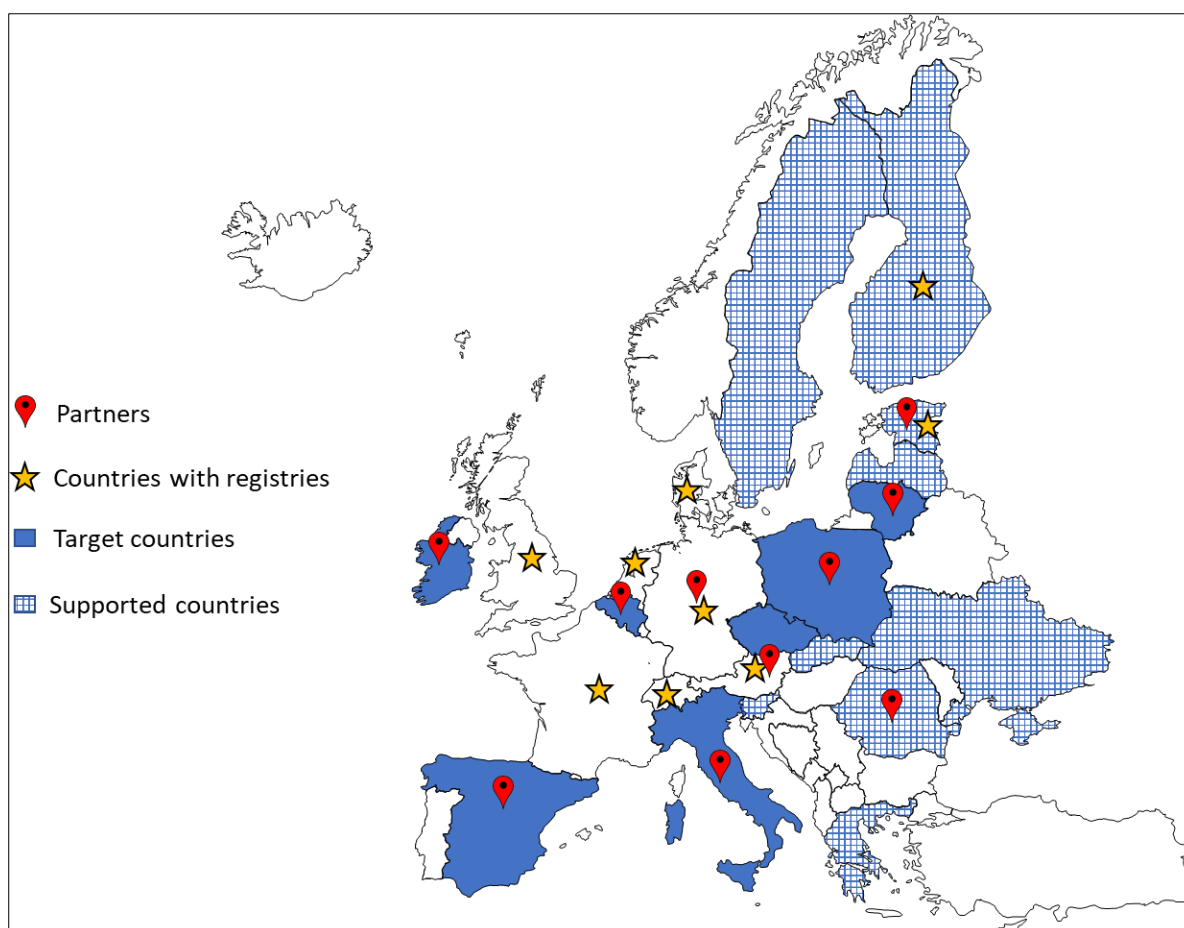 Partners
Countries with registries
Target countries
Supported countries